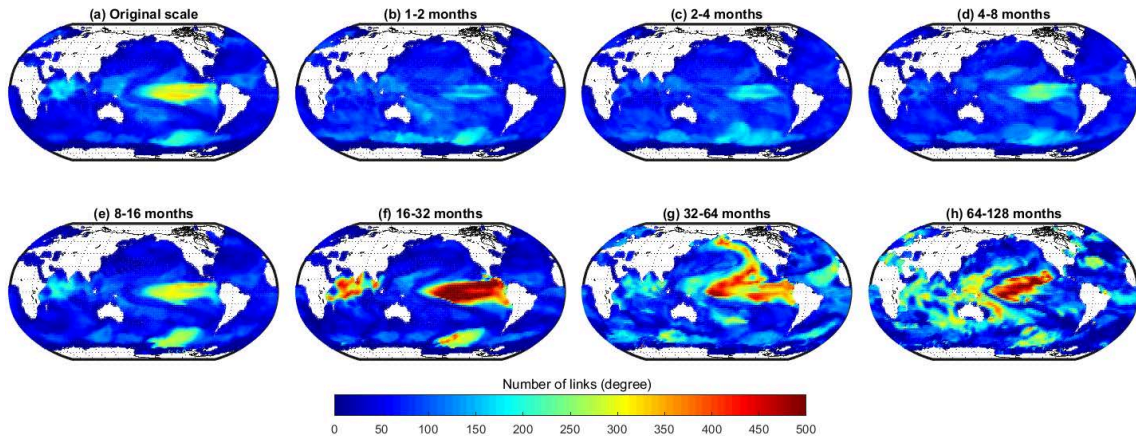 (a) Original scale
(b) 1-2 months
(c) 2-4 months
(d) 4-8 months
(e) 8-16 months
(f) 16-32 months
(g) 32-64 months
(h) 64-128 months
Number of links (degree)
0 50 100 150 200 250 300 350 400 450 500